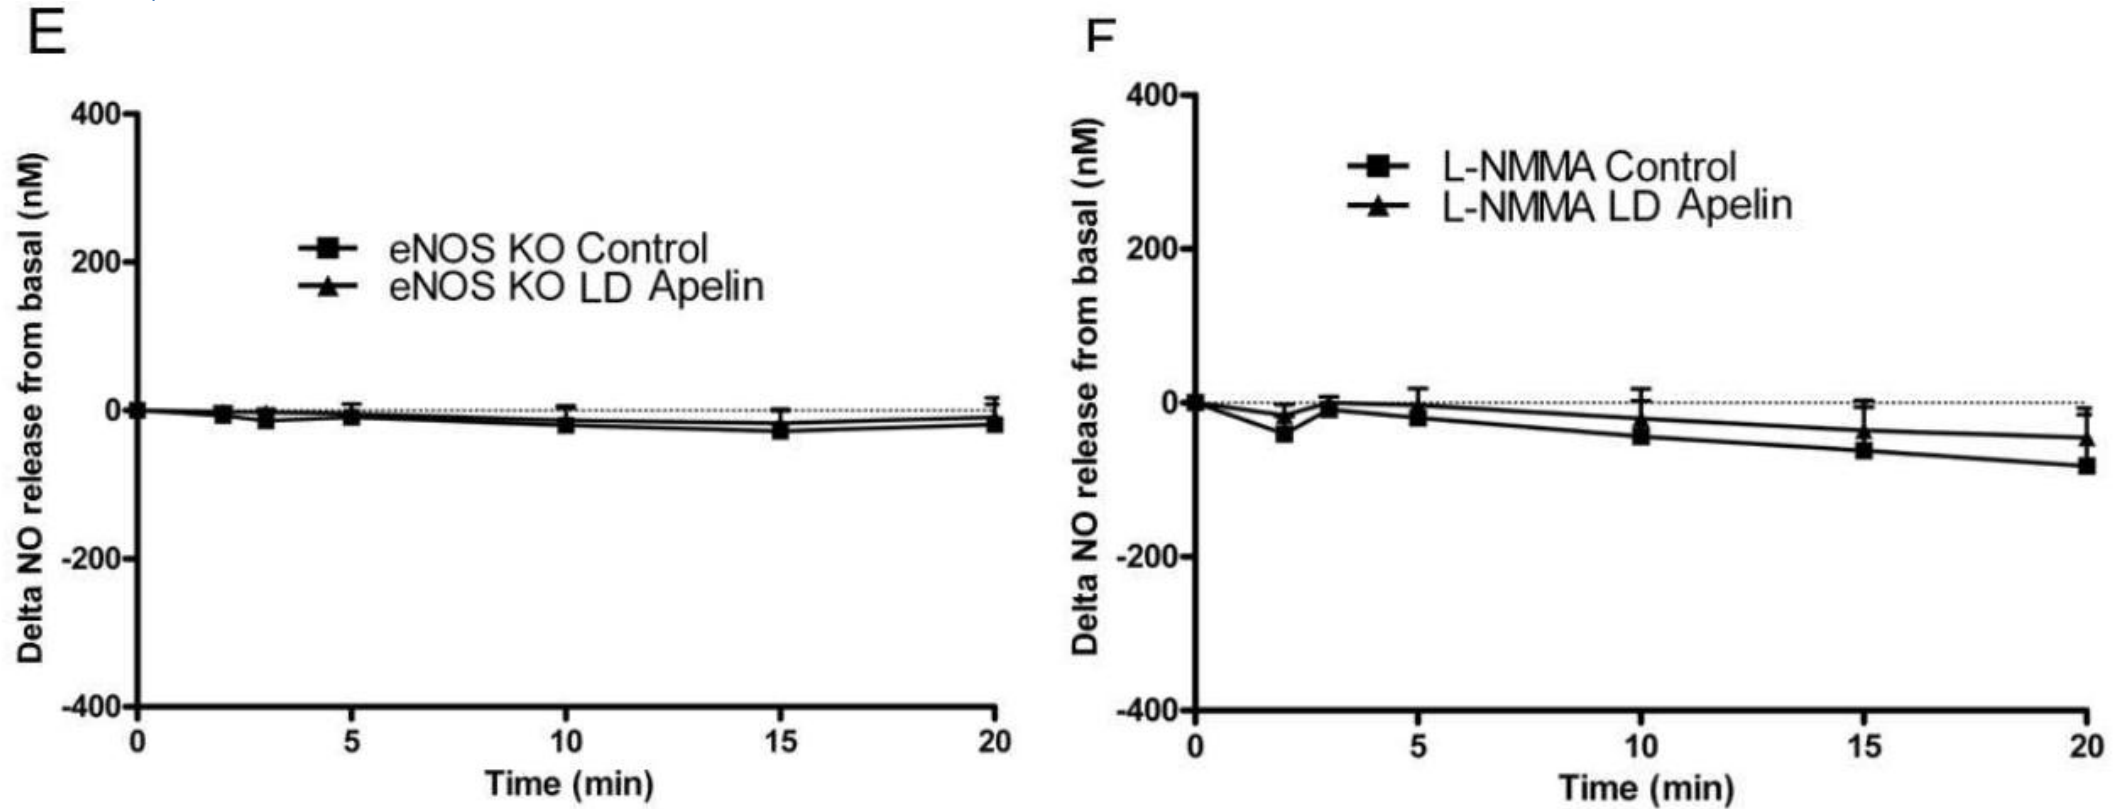 E
400
200
0
-200
-400
Delta NO release from basal (nM)
eNOS KO Control
eNOS KO LD Apelin
0 5 10 15 20
Time (min)
F
400
200
0
-200
-400
Delta NO release from basal (nM)
L-NMMA Control
L-NMMA LD Apelin
0 5 10 15 20
Time (min)